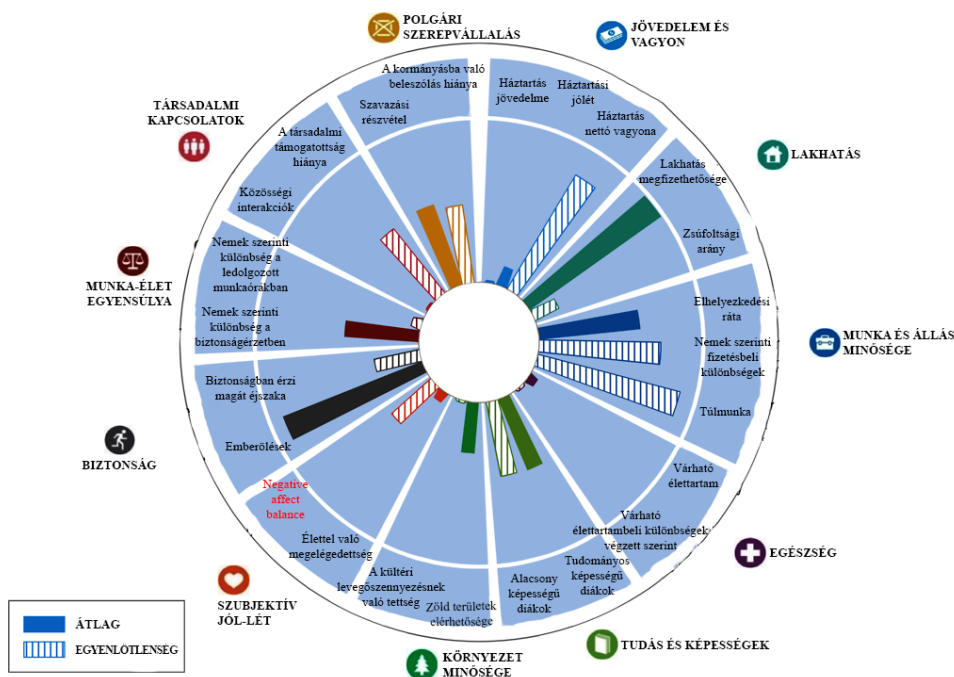 POLGÁRI
SZEREPVÁLLALÁS
JÖVEDELEM ÉS
VAGYON
A kormányásba való
beleszólás hiánya
Szavazási
részvétel
Háztartás
jövedelme
Háztartási
jólét
Háztartás
nettó vagyona
TÁRSADALMI
KAPCSOLATOK
A társadalmi
támogatottság
hiánya
Közösségi
interakciók
LAKHATÁS
Lakhatás
megfizethetősége
Zsúfoltsági
arány
MUNKA-ÉLET
EGYENSÚLYA
Nemek szerinti
különbség a
ledolgozott
munkaórákban
Nemek szerinti
különbség a
biztonságérzetben
Elhelyezkedési
ráta
Nemek szerinti
fizetésbeli
különbségek
Túlmunka
MUNKA ÉS ÁLLÁS
MINŐSÉGE
Biztonságban érzi
magát éjszaka
Emberölések
BIZTONSÁG
Várható
élettartam
Várható
élettartambeli különbségek
végzett szerint
EGÉSZSÉG
Negative
affect
balance
Élettel való
megelégedettség
SZUBJEKTÍV
JÓL-LÉT
A kültéri
levegőszennyezésnek
való tettség
Zöld területek
elérhetősége
KÖRNYEZET
MINŐSÉGE
Alacsony
képességű
diákok
Tudományos
képességű
diákok
TUDÁS ÉS KÉPESSÉGEK
ÁTLAG
EGYENLŐTLENSÉG